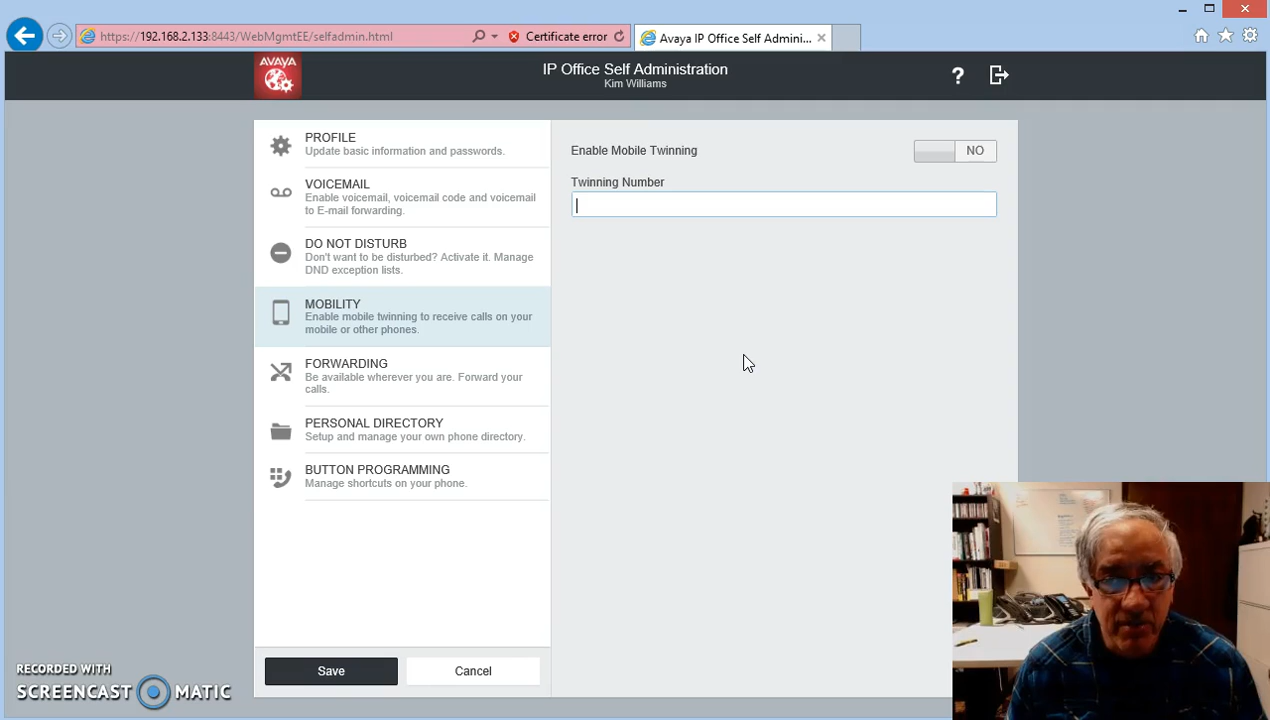 https://192.168.2.133:8443/WebMgmtEE/selfadmin.html
Certificate error
Avaya IP Office Self Admini...
AVAYA
IP Office Self Administration
Kim Williams
?
PROFILE
Update basic information and passwords.
VOICEMAIL
Enable voicemail, voicemail code and voicemail
to E-mail forwarding.
DO NOT DISTURB
Don't want to be disturbed? Activate it. Manage
DND exception lists.
MOBILITY
Enable mobile twinning to receive calls on your
mobile or other phones.
FORWARDING
Be available wherever you are. Forward your
calls.
PERSONAL DIRECTORY
Setup and manage your own phone directory.
BUTTON PROGRAMMING
Manage shortcuts on your phone.
Save
Cancel
Enable Mobile Twinning
NO
Twinning Number
RECORDED WITH
SCREENCAST MATIC